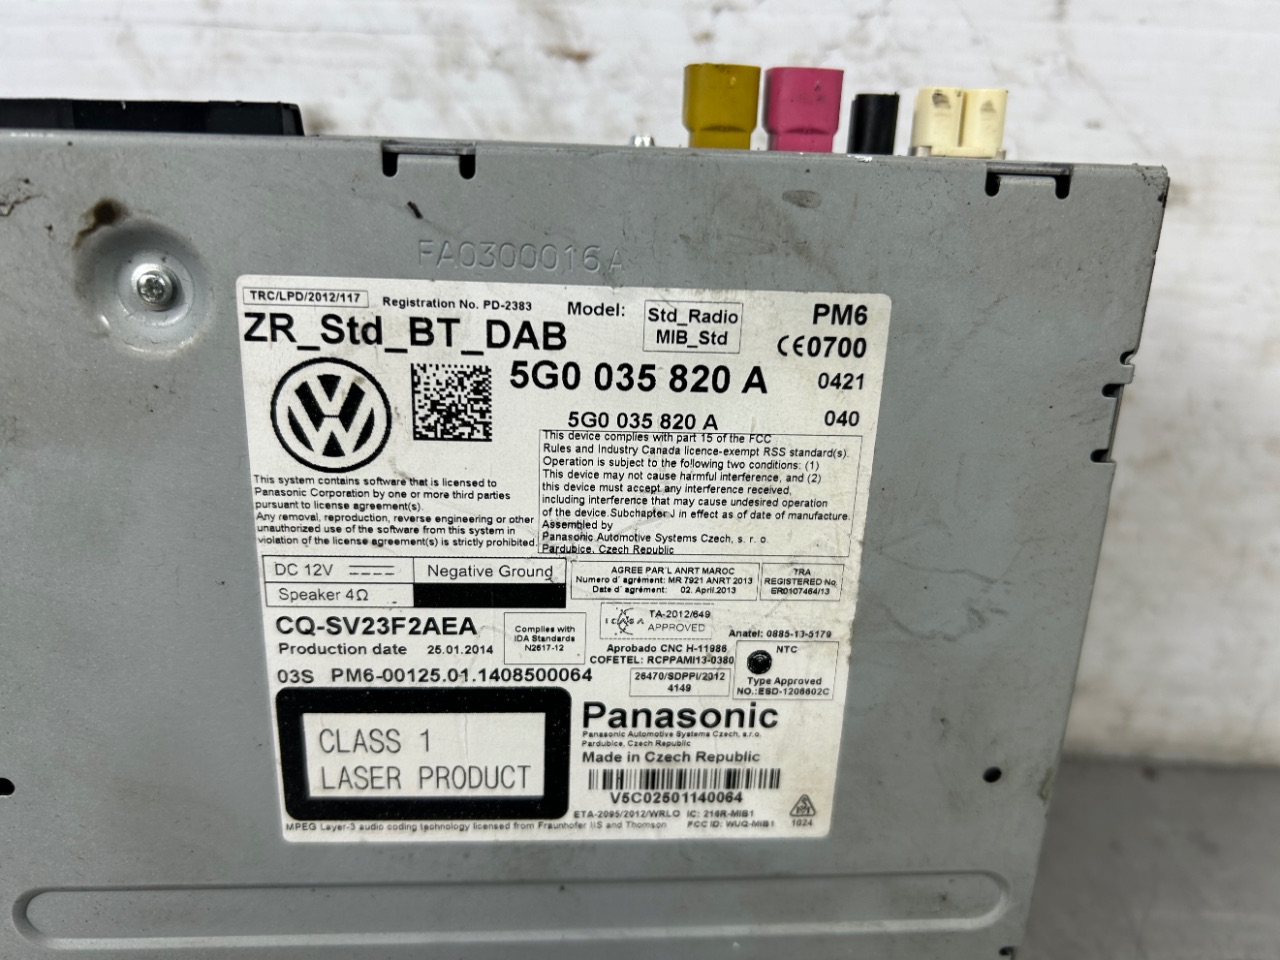 FA0300016A
TRC/LPD/2012/117
Registration No. PD-2383
Model:
Std_Radio
MIB_Std
PM6
CE0700
0421
040
ZR_Std_BT_DAB
5G0 035 820 A
5G0 035 820 A
This device complies with part 15 of the FCC
Rules and Industry Canada licence-exempt RSS standard(s).
Operation is subject to the following two conditions: (1)
This device may not cause harmful interference, and (2)
this device must accept any interference received,
including interference that may cause undesired operation
of the device.Subchapter J in effect as of date of manufacture.
Assembled by
Panasonic Automotive Systems Czech, s. r. o.
Pardubice, Czech Republic
This system contains software that is licensed to
Panasonic Corporation by one or more third parties
pursuant to license agreement(s).
Any removal, reproduction, reverse engineering or other
unauthorized use of the software from this system in
violation of the license agreement(s) is strictly prohibited.
DC 12V
Negative Ground
Speaker 4Ω
AGREE PAR'L ANRT MAROC
Numero d'agrément: MR 7921 ANRT 2013
Date d'agrément: 02. April.2013
TRA
REGISTERED No
ER0107464/13
CQ-SV23F2AEA
Production date 25.01.2014
Complies with
IDA Standards
N2617-12
ICASA
TA-2012/649
APPROVED
Anatel: 0885-13-5179
Aprobado CNC H-11986
COFETEL: RCPPAMI13-0380
NTC
Type Approved
NO.:ESD-1206602C
03S PM6-00125.01.1408500064
26470/SDPPI/2012
4149
CLASS 1
LASER PRODUCT
Panasonic
Panasonic Automotive Systems Czech, s.r.o.
Pardubice, Czech Republic
Made in Czech Republic
V5C02501140064
ETA-2095/2012/WRLO IC: 216R-MIB1
MPEG Layer-3 audio coding technology licensed from Fraunhofer IIS and Thomson FCC ID: WUQ-MIB1
1024